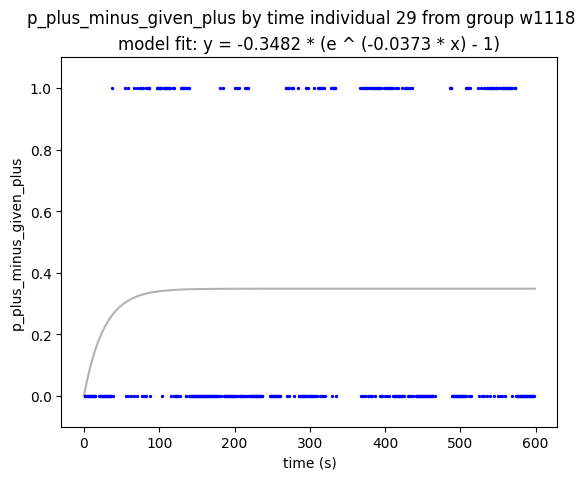 p_plus_minus_given_plus by time individual 29 from group w1118
model fit: y = -0.3482 * (e ^ (-0.0373 * x) - 1)
p_plus_minus_given_plus
1.0
0.8
0.6
0.4
0.2
0.0
0 100 200 300 400 500 600
time (s)